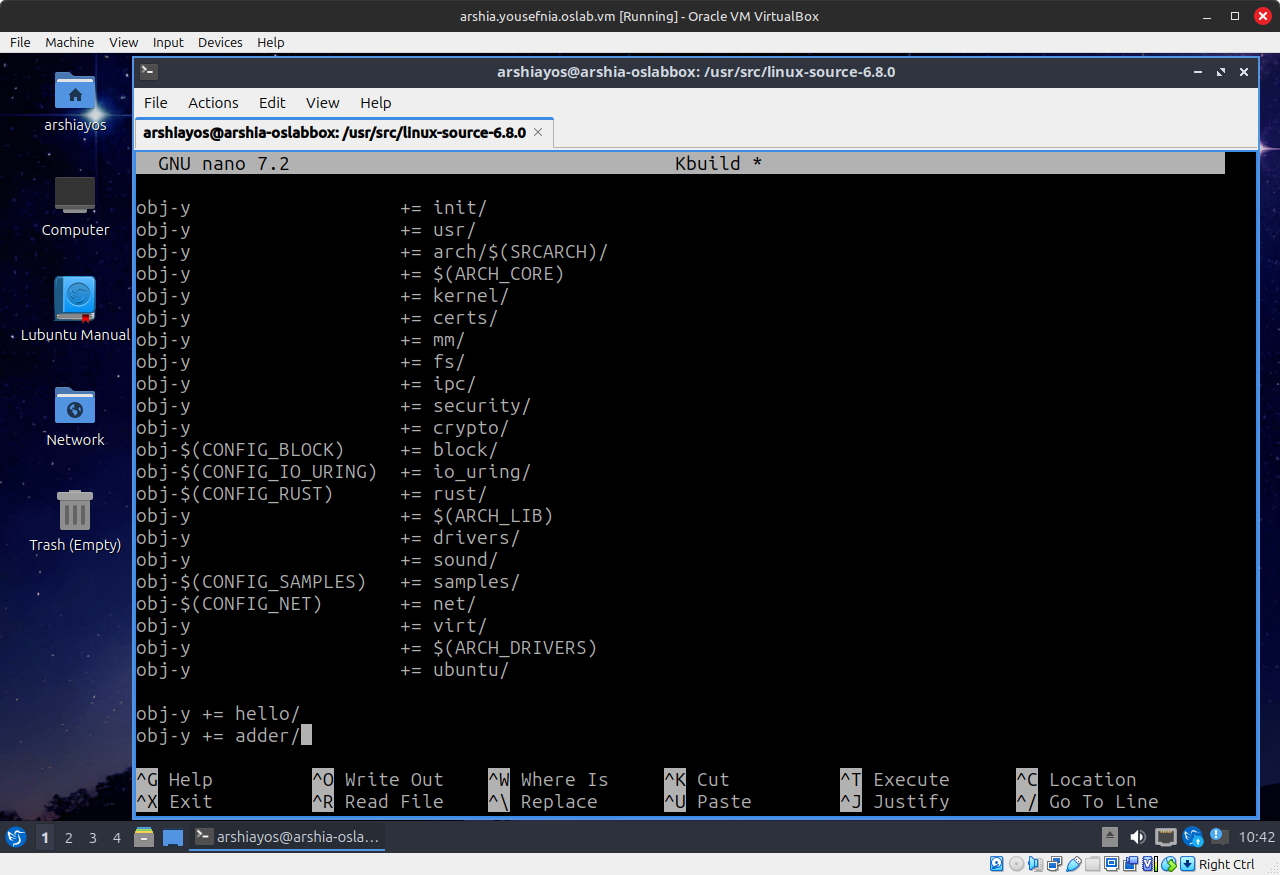 arshia.yousefnia.oslab.vm [Running] - Oracle VM VirtualBox
File Machine View Input Devices Help
arshiayos@arshia-oslabbox: /usr/src/linux-source-6.8.0
File Actions Edit View Help
arshiayos@arshia-oslabbox: /usr/src/linux-source-6.8.0
arshiayos
Computer
Lubuntu Manual
Network
Trash (Empty)
GNU nano 7.2 Kbuild *
obj-y += init/
obj-y += usr/
obj-y += arch/$(SRCARCH)/
obj-y += $(ARCH_CORE)
obj-y += kernel/
obj-y += certs/
obj-y += mm/
obj-y += fs/
obj-y += ipc/
obj-y += security/
obj-y += crypto/
obj-$(CONFIG_BLOCK) += block/
obj-$(CONFIG_IO_URING) += io_uring/
obj-$(CONFIG_RUST) += rust/
obj-y += $(ARCH_LIB)
obj-y += drivers/
obj-y += sound/
obj-$(CONFIG_SAMPLES) += samples/
obj-$(CONFIG_NET) += net/
obj-y += virt/
obj-y += $(ARCH_DRIVERS)
obj-y += ubuntu/
obj-y += hello/
obj-y += adder/
^G Help ^O Write Out ^W Where Is ^K Cut ^T Execute ^C Location
^X Exit ^R Read File ^\ Replace ^U Paste ^J Justify ^/ Go To Line
1 2 3 4 arshiayos@arshia-osla... 10:42
Right Ctrl